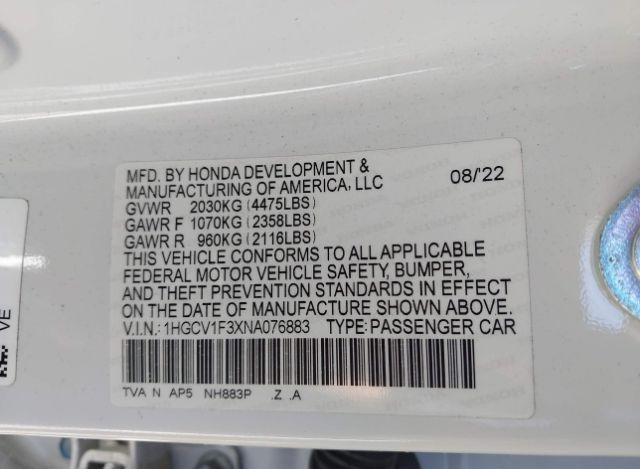 MFD. BY HONDA DEVELOPMENT &
MANUFACTURING OF AMERICA, LLC 08/'22
GVWR 2030KG (4475LBS)
GAWR F 1070KG (2358LBS)
GAWR R 960KG (2116LBS)
THIS VEHICLE CONFORMS TO ALL APPLICABLE
FEDERAL MOTOR VEHICLE SAFETY, BUMPER,
AND THEFT PREVENTION STANDARDS IN EFFECT
ON THE DATE OF MANUFACTURE SHOWN ABOVE.
V.I.N.: 1HGCV1F3XNA076883 TYPE: PASSENGER CAR
TVA N AP5 NH883P .Z .A
VE